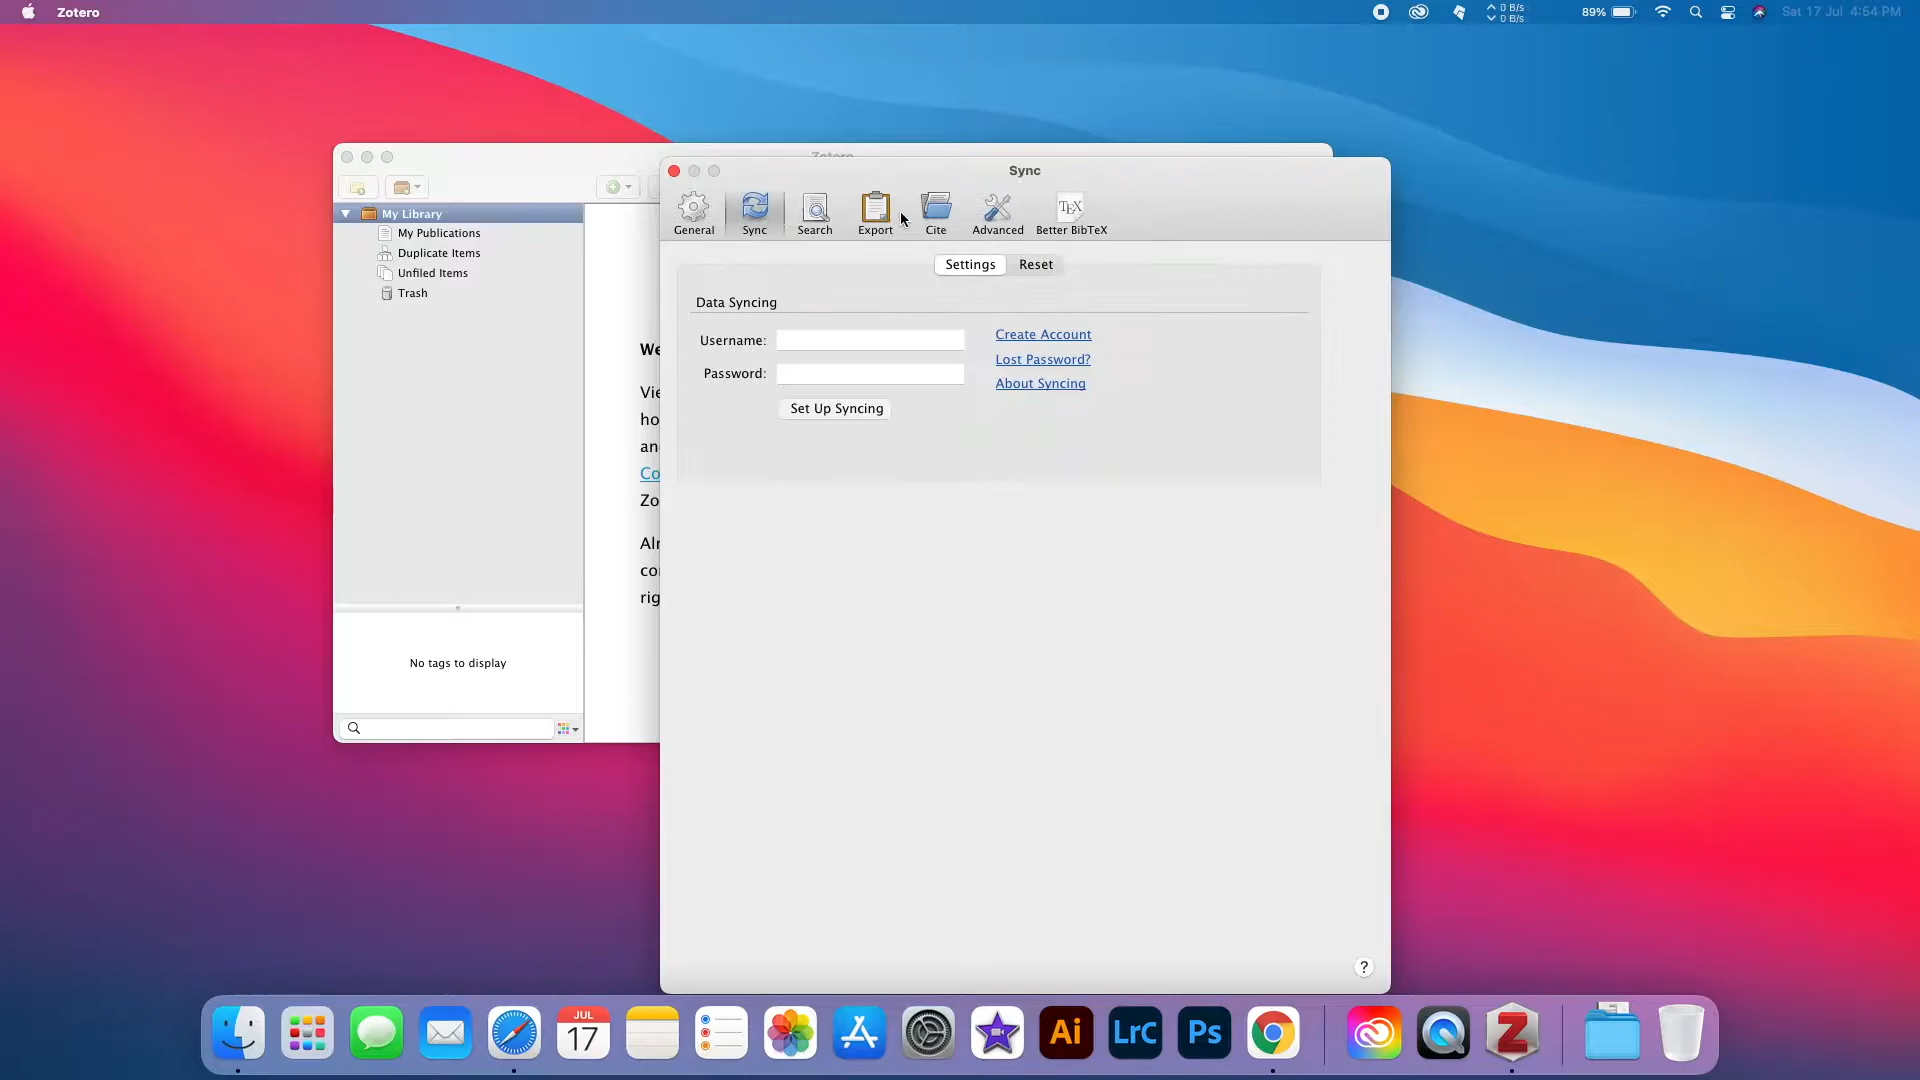 Zotero
0 B/s
0 B/s
89%
Sat 17 Jul 4:54 PM
Zotero
Sync
General
Sync
Search
Export
Cite
TEX
Advanced
Better BibTeX
My Library
My Publications
Duplicate Items
Unfiled Items
Trash
Settings
Reset
Data Syncing
Username:
Create Account
Lost Password?
Password:
About Syncing
Set Up Syncing
We
Vie
ho
an
Co
Zo
Alr
co
rig
No tags to display
?
JUL
17
Ai
LrC
Ps
Z